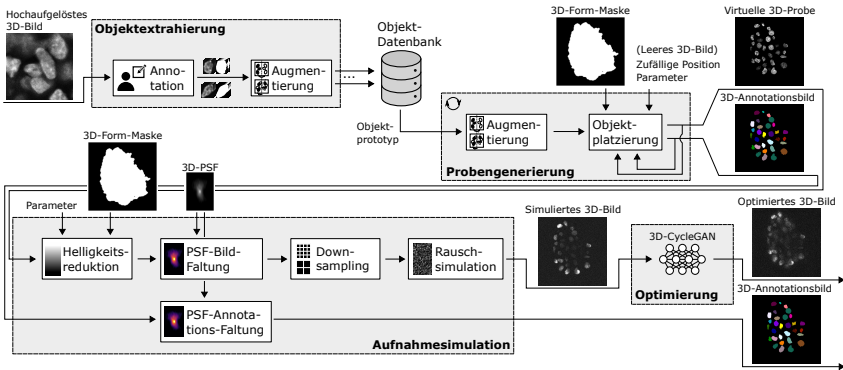 Hochaufgelöstes
3D-Bild
Objektextrahierung
Anno-
tation
Augmen-
tierung
...
Objekt-
Datenbank
Objekt-
prototyp
3D-Form-Maske
(Leeres 3D-Bild)
Zufällige Position
Parameter
Augmen-
tierung
Objekt-
platzierung
Probengenerierung
Virtuelle 3D-Probe
3D-Annotationsbild
3D-Form-Maske
3D-PSF
Parameter
Helligkeits-
reduktion
PSF-Bild-
Faltung
Down-
sampling
Rausch-
simulation
PSF-Annota-
tions-Faltung
Aufnahmesimulation
Simuliertes 3D-Bild
3D-CycleGAN
Optimierung
Optimiertes 3D-Bild
3D-Annotationsbild